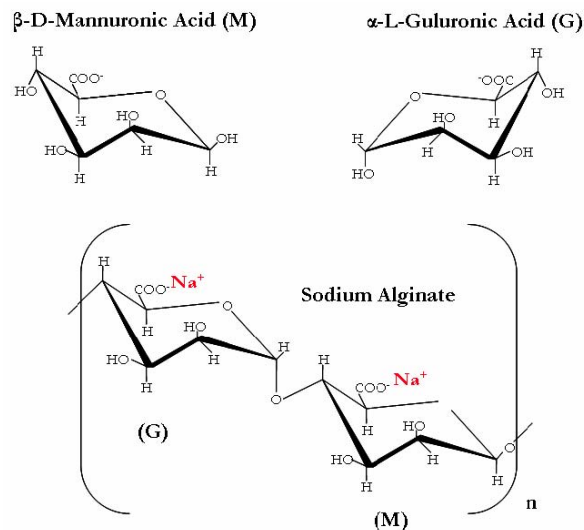 β-D-Mannuronic Acid (M)
H
COO⁻
O
HO
H
HO
OH
HO
H
H
H
α-L-Guluronic Acid (G)
H
⁻OOC
OH
O
H
HO
H
H
OH
HO
H
H
COO⁻Na⁺
Sodium Alginate
O
H
HO
H
HO
H
H
H
COO⁻ Na⁺
O
(G)
H
HO
O
HO
H
H
H
n
(M)